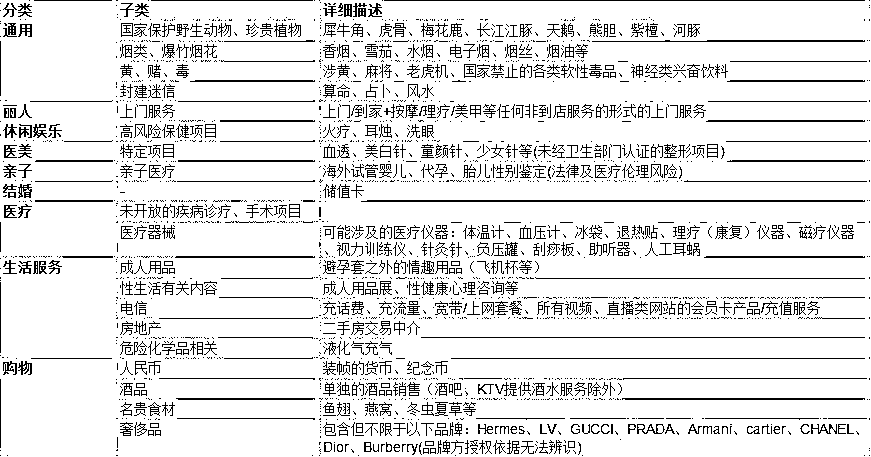 分类 子类 详细描述
通用 国家保护野生动物、珍贵植物 犀牛角、虎骨、梅花鹿、长江江豚、天鹅、熊胆、紫檀、河豚
烟类、爆竹烟花 香烟、雪茄、水烟、电子烟、烟丝、烟油等
黄、赌、毒 涉黄、麻将、老虎机、国家禁止的各类软性毒品、神经类兴奋饮料
封建迷信 算命、占卜、风水
丽人 上门服务 上门/到家+按摩/理疗/美甲等任何非到店服务的形式的上门服务
休闲娱乐 高风险保健项目 火疗、耳烛、洗眼
医美 特定项目 血透、美白针、童颜针、少女针等(未经卫生部门认证的整形项目)
亲子 亲子医疗 海外试管婴儿、代孕、胎儿性别鉴定(法律及医疗伦理风险)
结婚 - 储值卡
医疗 未开放的疾病诊疗、手术项目
医疗器械 可能涉及的医疗仪器：体温计、血压计、冰袋、退热贴、理疗（康复）仪器、磁疗仪器
、视力训练仪、针灸针、负压罐、刮痧板、助听器、人工耳蜗
生活服务 成人用品 避孕套之外的情趣用品（飞机杯等）
性生活有关内容 成人用品展、性健康心理咨询等
电信 充话费、充流量、宽带/上网套餐、所有视频、直播类网站的会员卡产品/充值服务
房地产 二手房交易中介
危险化学品相关 液化气充气
购物 人民币 装帧的货币、纪念币
酒品 单独的酒品销售（酒吧、KTV提供酒水服务除外）
名贵食材 鱼翅、燕窝、冬虫夏草等
奢侈品 包含但不限于以下品牌：Hermes、LV、GUCCI、PRADA、Armani、cartier、CHANEL、
Dior、Burberry(品牌方授权依据无法辨识)